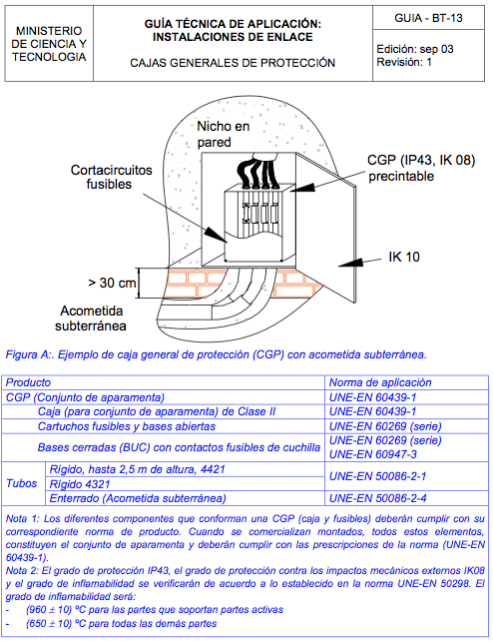 MINISTERIO
DE CIENCIA Y
TECNOLOGIA
GUÍA TÉCNICA DE APLICACIÓN:
INSTALACIONES DE ENLACE
CAJAS GENERALES DE PROTECCIÓN
GUIA - BT-13
Edición: sep 03
Revisión: 1
Nicho en
pared
Cortacircuitos
fusibles
CGP (IP43, IK 08)
precintable
IK 10
> 30 cm
Acometida
subterránea
Figura A:. Ejemplo de caja general de protección (CGP) con acometida subterránea.
Producto
Norma de aplicación
CGP (Conjunto de aparamenta)
UNE-EN 60439-1
Caja (para conjunto de aparamenta) de Clase II
UNE-EN 60439-1
Cartuchos fusibles y bases abiertas
UNE-EN 60269 (serie)
Bases cerradas (BUC) con contactos fusibles de cuchilla
UNE-EN 60269 (serie)
UNE-EN 60947-3
Tubos
Rígido, hasta 2,5 m de altura, 4421
Rígido 4321
UNE-EN 50086-2-1
Enterrado (Acometida subterránea)
UNE-EN 50086-2-4
Nota 1: Los diferentes componentes que conforman una CGP (caja y fusibles) deberán cumplir con su
correspondiente norma de producto. Cuando se comercializan montados, todos estos elementos,
constituyen el conjunto de aparamenta y deberán cumplir con las prescripciones de la norma (UNE-EN
60439-1).
Nota 2: El grado de protección IP43, el grado de protección contra los impactos mecánicos externos IK08
y el grado de inflamabilidad se verificarán de acuerdo a lo establecido en la norma UNE-EN 50298. El
grado de inflamabilidad será:
- (960 ± 10) ºC para las partes que soportan partes activas
- (650 ± 10) ºC para todas las demás partes